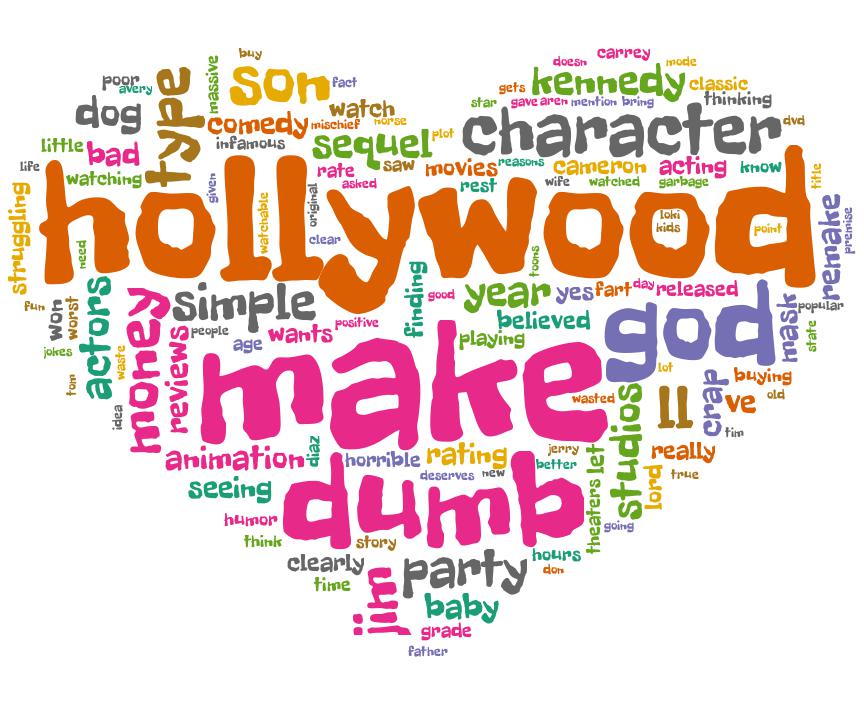 buy
carrey
doesn
mode
poor
avery
massive
son
fact
gets
kennedy
classic
star
gave
aren
mention
bring
thinking
dog
type
watch
comedy
mischief
norse
infamous
sequel
plot
character
dvd
little
bad
life
watching
rate
saw
movies
reasons
cameron
acting
know
asked
rest
wife
watched
garbage
title
struggling
hollywood
given
watchable
original
clear
loki
kids
point
remake
premise
need
toons
fun
won
worst
actors
money
simple
people
wants
positive
finding
good
year
yes
fart
day
released
believed
playing
god
mask
popular
state
jokes
tom
waste
idea
reviews
age
make
lot
wasted
ll
crap
buying
old
ve
tim
studios
animation
diaz
horrible
rating
deserves
new
jerry
better
let
theaters
going
lord
really
true
seeing
dumb
humor
think
story
clearly
time
jim
party
hours
don
baby
grade
father